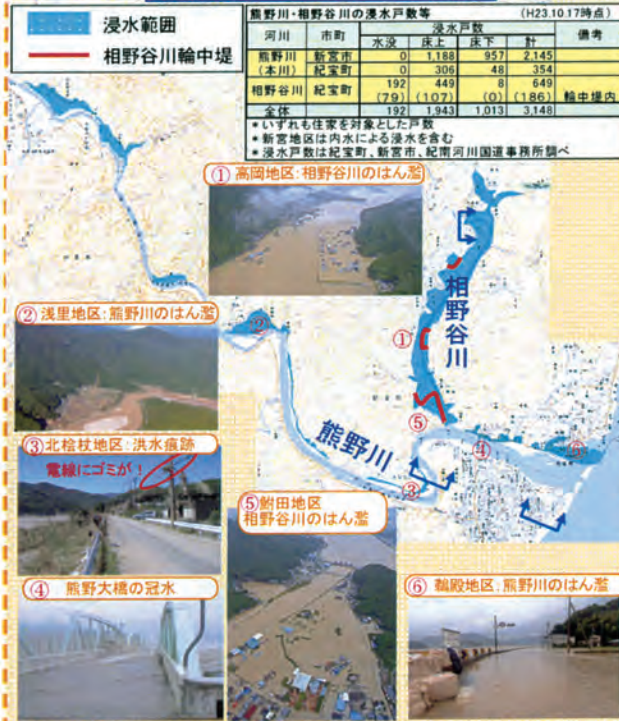 浸水範囲
相野谷川輪中堤
熊野川・相野谷川の浸水戸数等 (H23.10.17時点)
河川 市町 浸水戸数 備考
水没 床上 床下 計
熊野川 新宮市 0 1,188 957 2,145
(本川) 紀宝町 0 306 48 354
相野谷川 紀宝町 192 449 8 649
(79) (107) (0) (186) 輪中堤内
全体 192 1,943 1,013 3,148
*いずれも住家を対象とした戸数
*新宮地区は内水による浸水を含む
*浸水戸数は紀宝町、新宮市、紀南河川国道事務所調べ
① 高岡地区:相野谷川のはん濫
相野谷川
② 浅里地区:熊野川のはん濫
②
①
⑤
熊野川
④
⑥
③
③北桧杖地区:洪水痕跡
電線にゴミが!
⑤鮒田地区
相野谷川のはん濫
④ 熊野大橋の冠水
⑥ 鵜殿地区:熊野川のはん濫